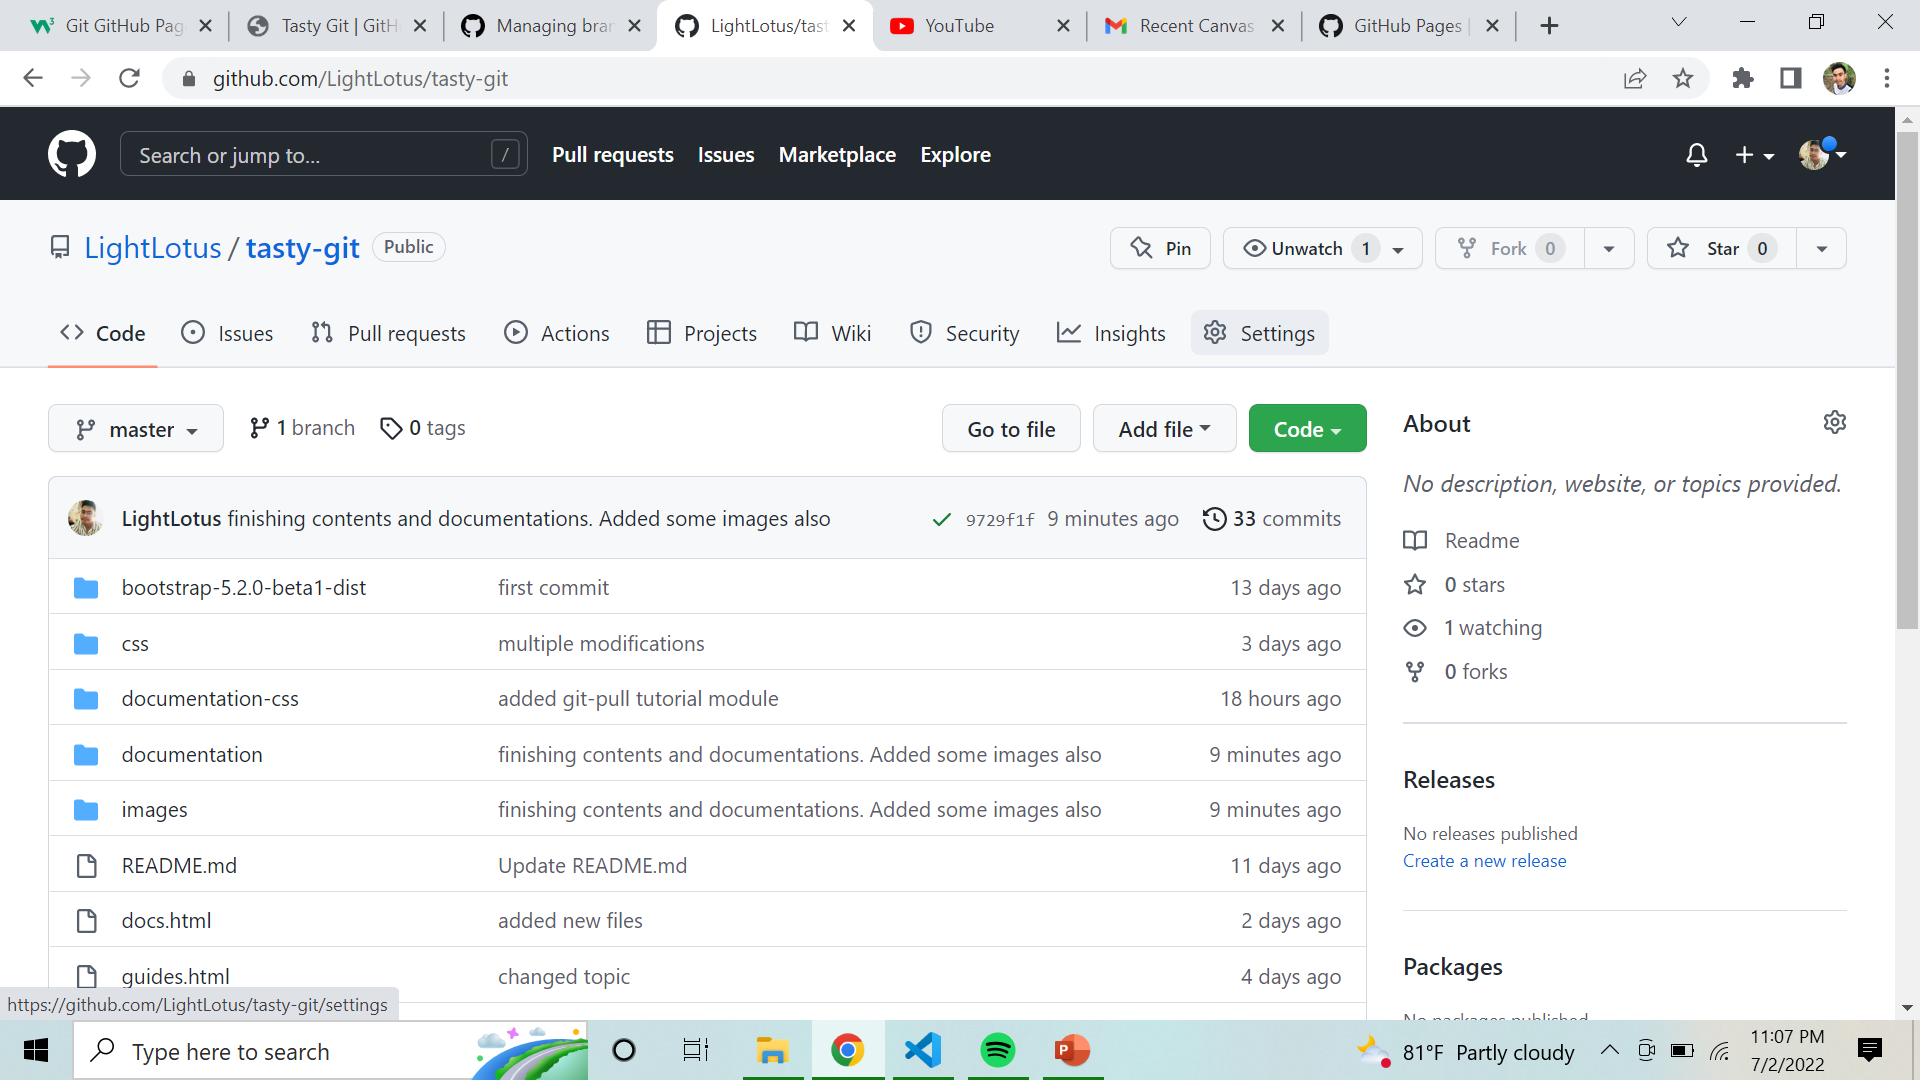 Git GitHub Pag
Tasty Git | GitH
Managing bran
LightLotus/tast
YouTube
Recent Canvas
GitHub Pages |
github.com/LightLotus/tasty-git
Search or jump to...
/
Pull requests
Issues
Marketplace
Explore
LightLotus / tasty-git
Public
Pin
Unwatch 1
Fork 0
Star 0
Code
Issues
Pull requests
Actions
Projects
Wiki
Security
Insights
Settings
master
1 branch
0 tags
Go to file
Add file
Code
About
No description, website, or topics provided.
LightLotus finishing contents and documentations. Added some images also
9729f1f 9 minutes ago
33 commits
bootstrap-5.2.0-beta1-dist
first commit
13 days ago
css
multiple modifications
3 days ago
documentation-css
added git-pull tutorial module
18 hours ago
documentation
finishing contents and documentations. Added some images also
9 minutes ago
images
finishing contents and documentations. Added some images also
9 minutes ago
README.md
Update README.md
11 days ago
docs.html
added new files
2 days ago
guides.html
changed topic
4 days ago
Readme
0 stars
1 watching
0 forks
Releases
No releases published
Create a new release
Packages
No packages published
https://github.com/LightLotus/tasty-git/settings
Type here to search
81°F Partly cloudy
11:07 PM
7/2/2022